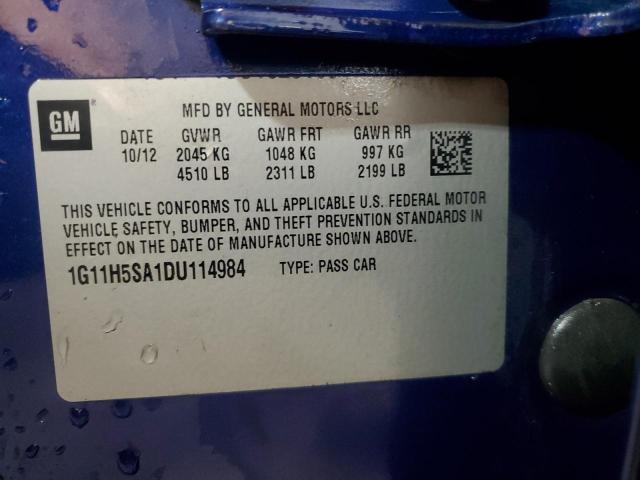 GM
MFD BY GENERAL MOTORS LLC
DATE GVWR GAWR FRT GAWR RR
10/12 2045 KG 1048 KG 997 KG
4510 LB 2311 LB 2199 LB
THIS VEHICLE CONFORMS TO ALL APPLICABLE U.S. FEDERAL MOTOR
VEHICLE SAFETY, BUMPER, AND THEFT PREVENTION STANDARDS IN
EFFECT ON THE DATE OF MANUFACTURE SHOWN ABOVE.
1G11H5SA1DU114984 TYPE: PASS CAR